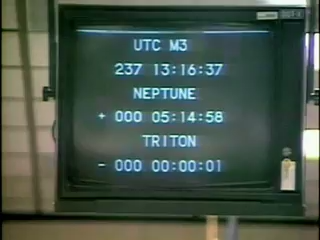 UTC M3
237 13:16:37
NEPTUNE
+ 000 05:14:58
TRITON
- 000 00:00:01